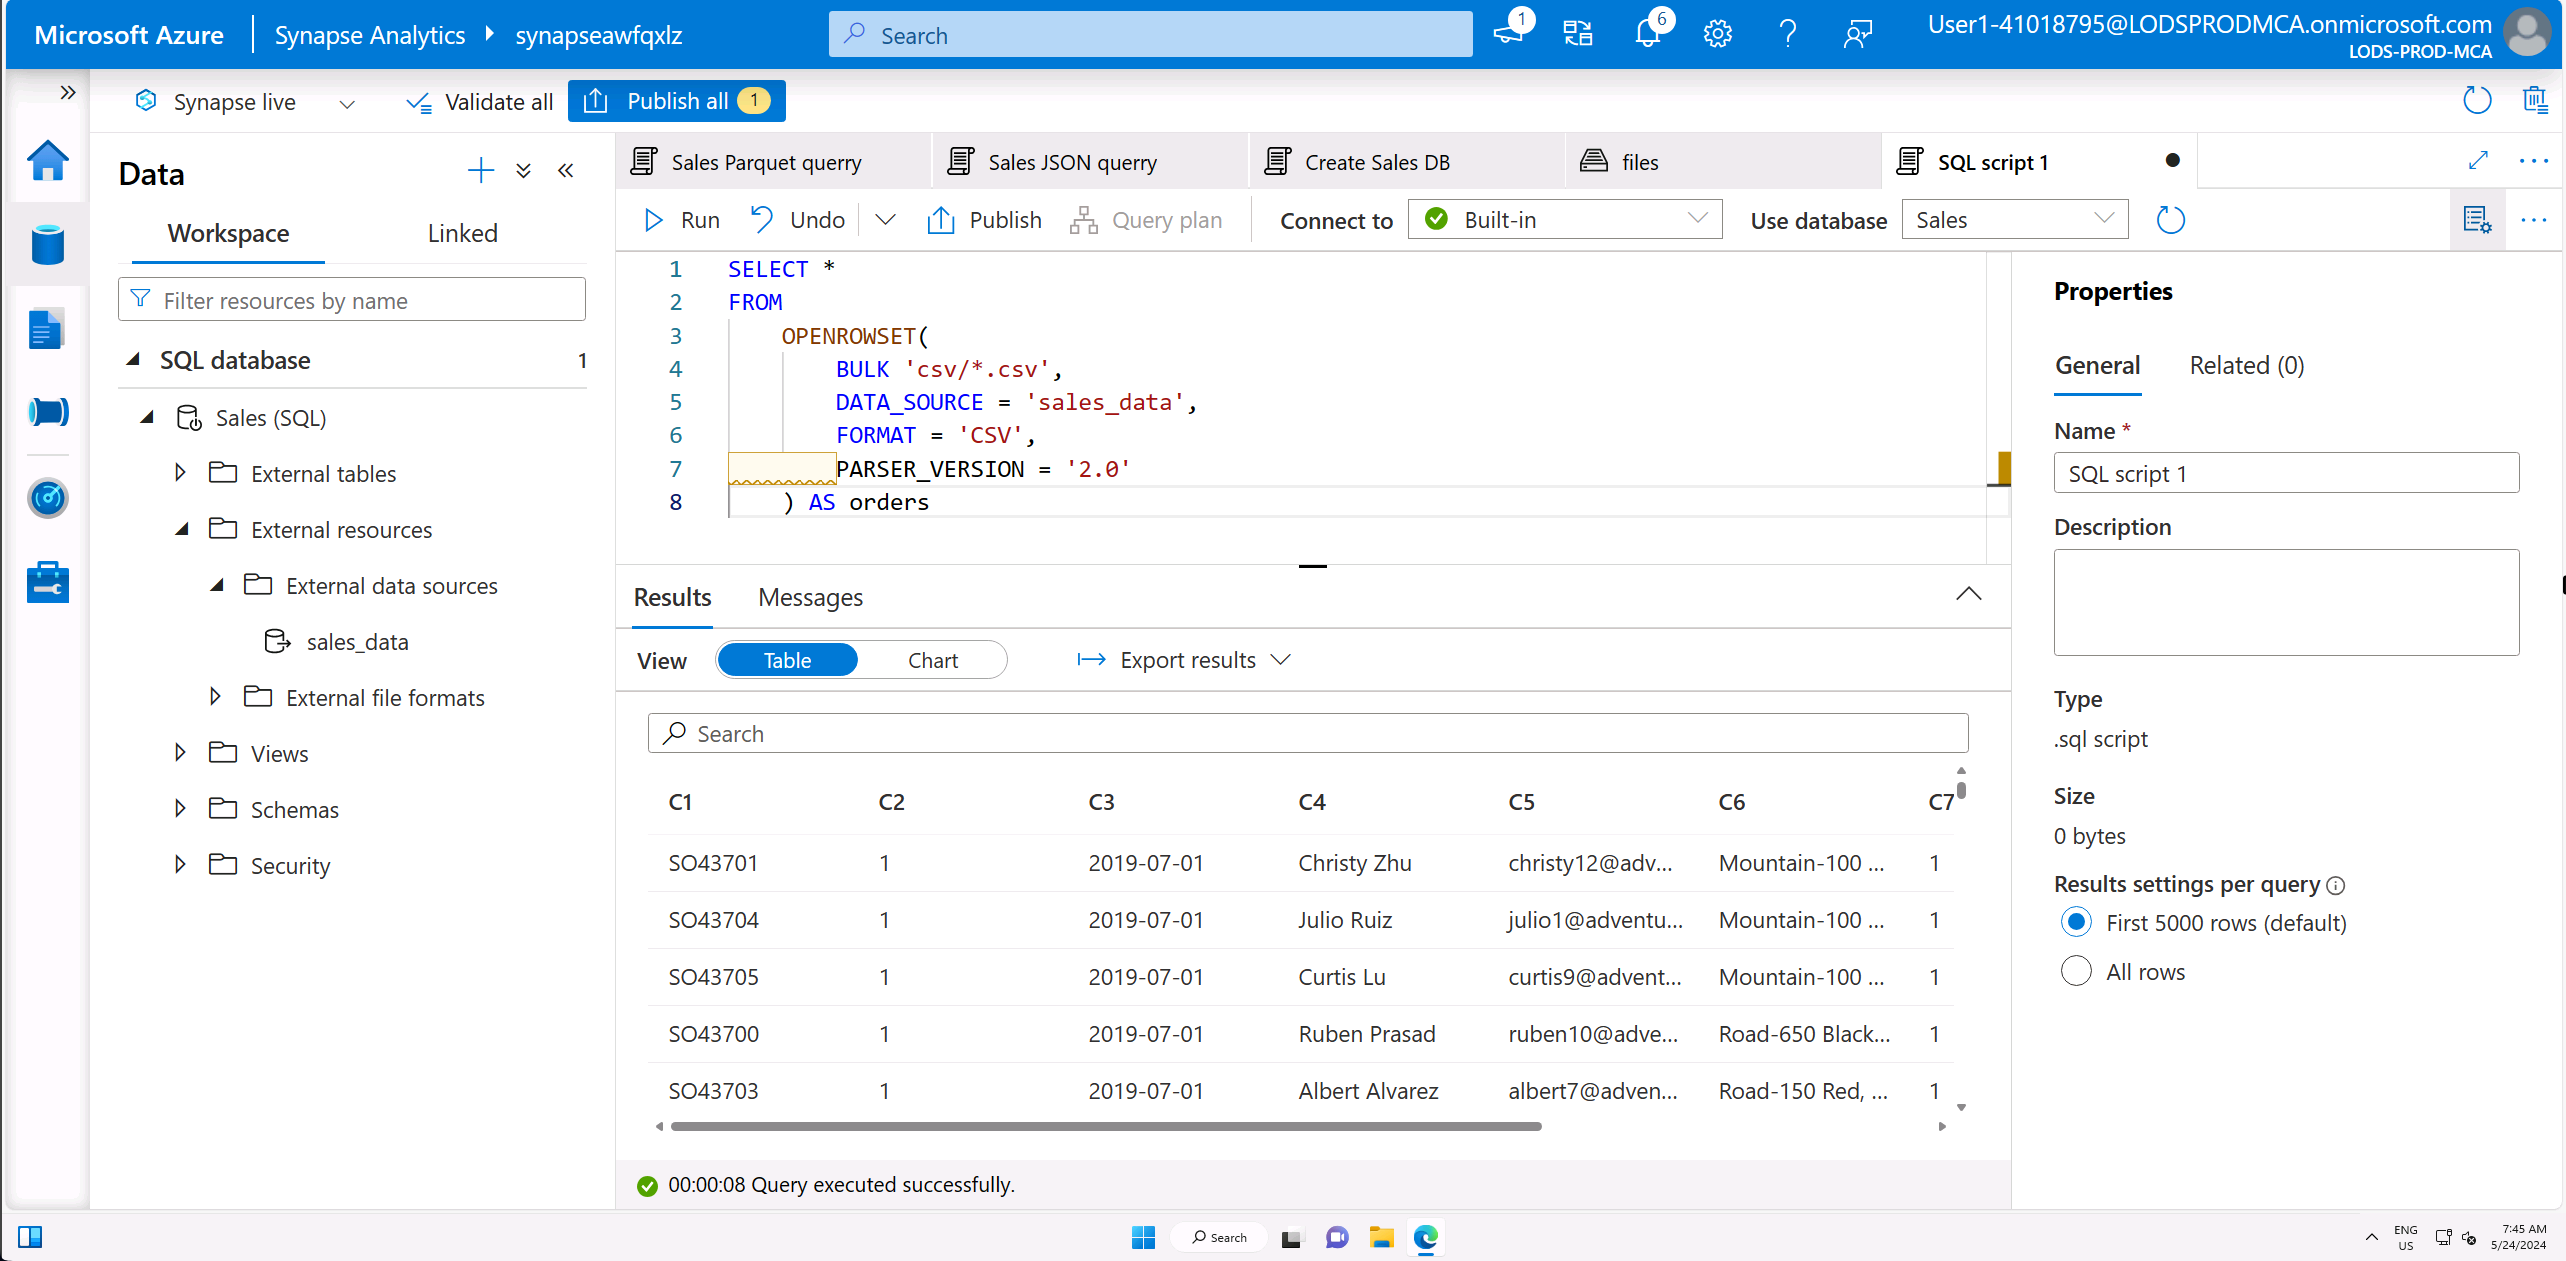 Microsoft Azure
Synapse Analytics
synapseawfqxlz
Search
1
6
User1-41018795@LODSPRODMCA.onmicrosoft.com
LODS-PROD-MCA
Synapse live
Validate all
Publish all 1
Data
Workspace
Linked
Filter resources by name
SQL database 1
Sales (SQL)
External tables
External resources
External data sources
sales_data
External file formats
Views
Schemas
Security
Sales Parquet querry
Sales JSON querry
Create Sales DB
files
SQL script 1
Run
Undo
Publish
Query plan
Connect to
Built-in
Use database
Sales
1 SELECT *
2 FROM
3 OPENROWSET(
4 BULK 'csv/*.csv',
5 DATA_SOURCE = 'sales_data',
6 FORMAT = 'CSV',
7 PARSER_VERSION = '2.0'
8 ) AS orders
Results
Messages
View
Table
Chart
Export results
Search
C1 C2 C3 C4 C5 C6 C7
SO43701 1 2019-07-01 Christy Zhu christy12@adv... Mountain-100 ... 1
SO43704 1 2019-07-01 Julio Ruiz julio1@adventu... Mountain-100 ... 1
SO43705 1 2019-07-01 Curtis Lu curtis9@advent... Mountain-100 ... 1
SO43700 1 2019-07-01 Ruben Prasad ruben10@adve... Road-650 Black... 1
SO43703 1 2019-07-01 Albert Alvarez albert7@adven... Road-150 Red, ... 1
00:00:08 Query executed successfully.
Properties
General
Related (0)
Name *
SQL script 1
Description
Type
.sql script
Size
0 bytes
Results settings per query
First 5000 rows (default)
All rows
Search
ENG
US
7:45 AM
5/24/2024